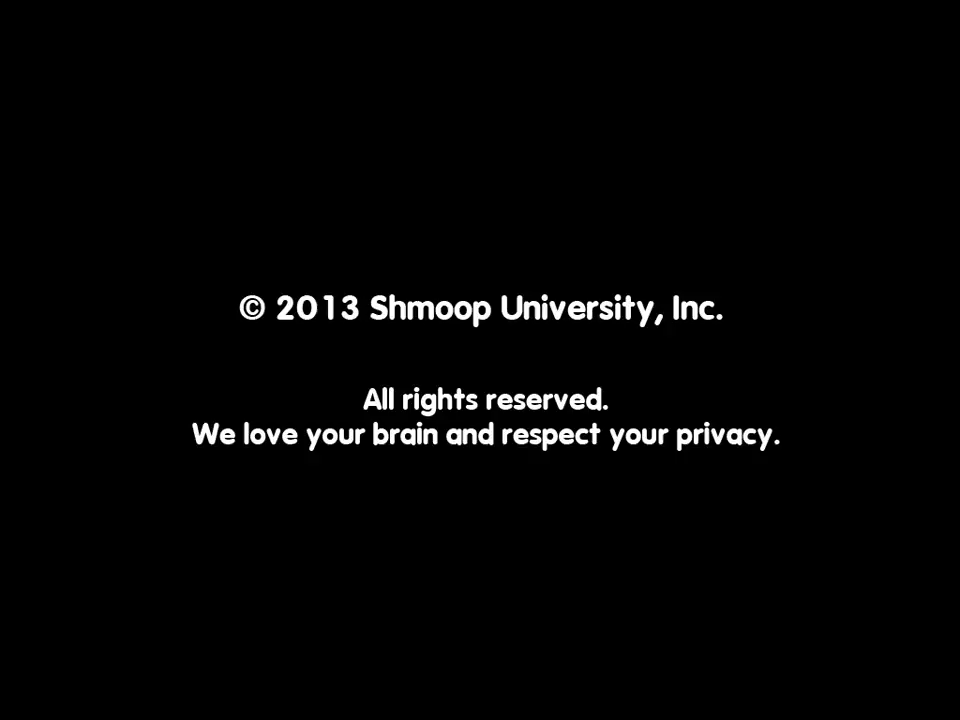 © 2013 Shmoop University, Inc.
All rights reserved.
We love your brain and respect your privacy.